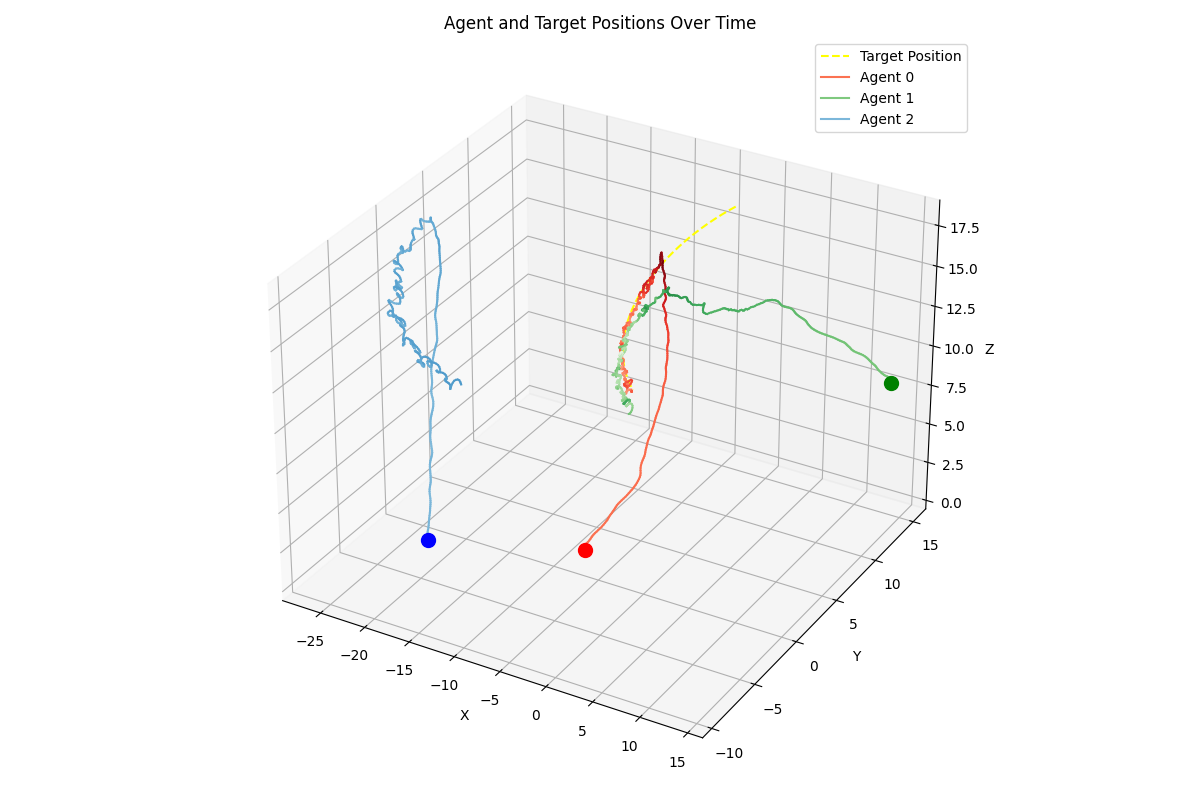 Agent and Target Positions Over Time
Target Position
Agent 0
Agent 1
Agent 2
17.5
15.0
12.5
10.0
7.5
5.0
2.5
0.0
Z
15
10
5
0
−5
−10
Y
−25
−20
−15
−10
−5
0
5
10
15
X